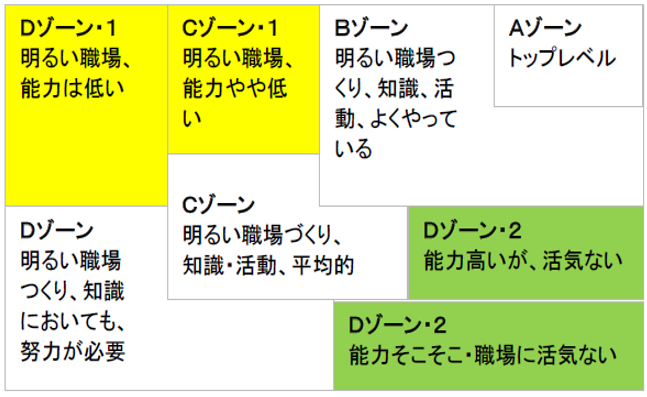 Dゾーン・1
明るい職場、
能力は低い
Cゾーン・1
明るい職場、
能力やや低
い
Bゾーン
明るい職場つ
くり、知識、活
動、よくやって
いる
Aゾーン
トップレベル
Dゾーン
明るい職場
つくり、知識
においても、
努力が必要
Cゾーン
明るい職場づくり、
知識・活動、平均的
Dゾーン・2
能力高いが、活気ない
Dゾーン・2
能力そこそこ・職場に活気ない